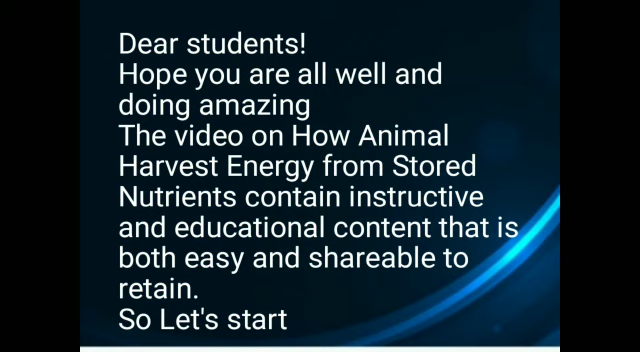 Dear students!
Hope you are all well and
doing amazing
The video on How Animal
Harvest Energy from Stored
Nutrients contain instructive
and educational content that is
both easy and shareable to
retain.
So Let's start